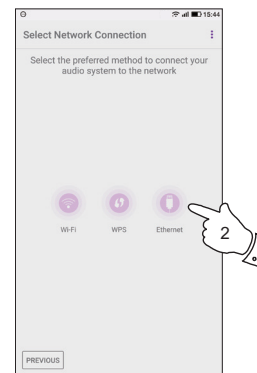 15:44
Select Network Connection
Select the preferred method to connect your
audio system to the network
Wi-Fi WPS Ethernet
2
PREVIOUS